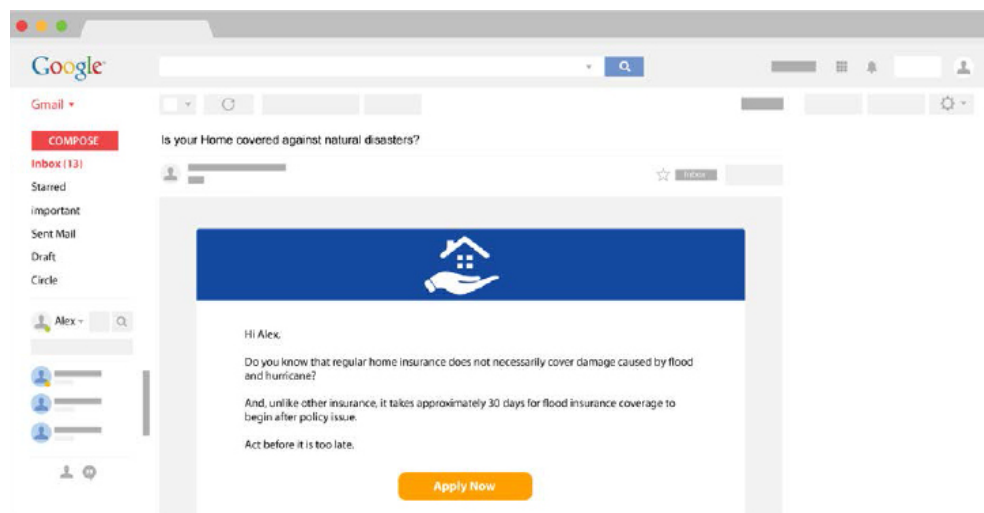 Google
Gmail
COMPOSE
Is your Home covered against natural disasters?
Inbox (13)
Inbox
Starred
important
Sent Mail
Draft
Circle
Alex
Hi Alex,
Do you know that regular home insurance does not necessarily cover damage caused by flood
and hurricane?
And, unlike other insurance, it takes approximately 30 days for flood insurance coverage to
begin after policy issue.
Act before it is too late.
Apply Now